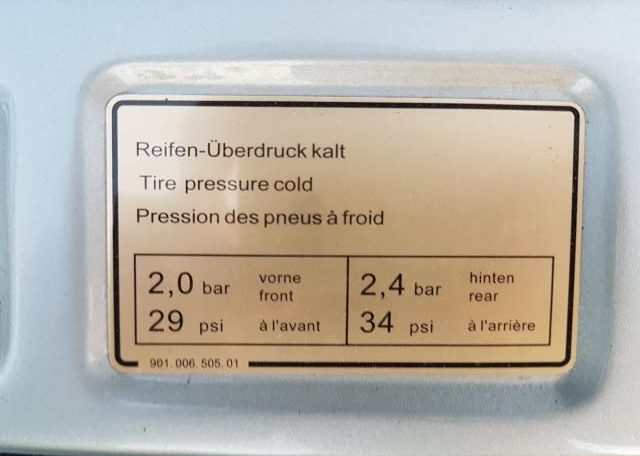 Reifen-Überdruck kalt
Tire pressure cold
Pression des pneus à froid
2,0 bar vorne front
29 psi à l'avant
2,4 bar hinten rear
34 psi à l'arrière
901.006.505.01